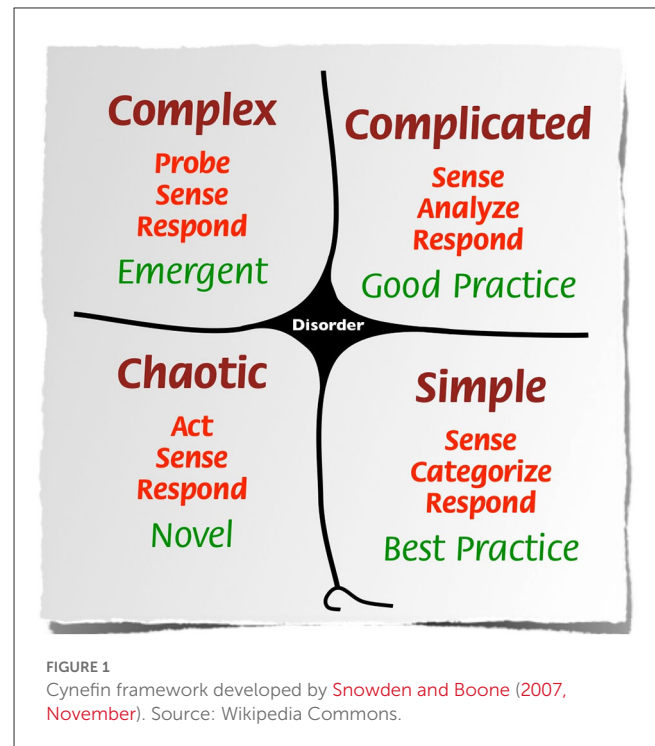 Complex
Probe
Sense
Respond
Emergent
Complicated
Sense
Analyze
Respond
Good Practice
Disorder
Chaotic
Act
Sense
Respond
Novel
Simple
Sense
Categorize
Respond
Best Practice
FIGURE 1
Cynefin framework developed by Snowden and Boone (2007,
November). Source: Wikipedia Commons.